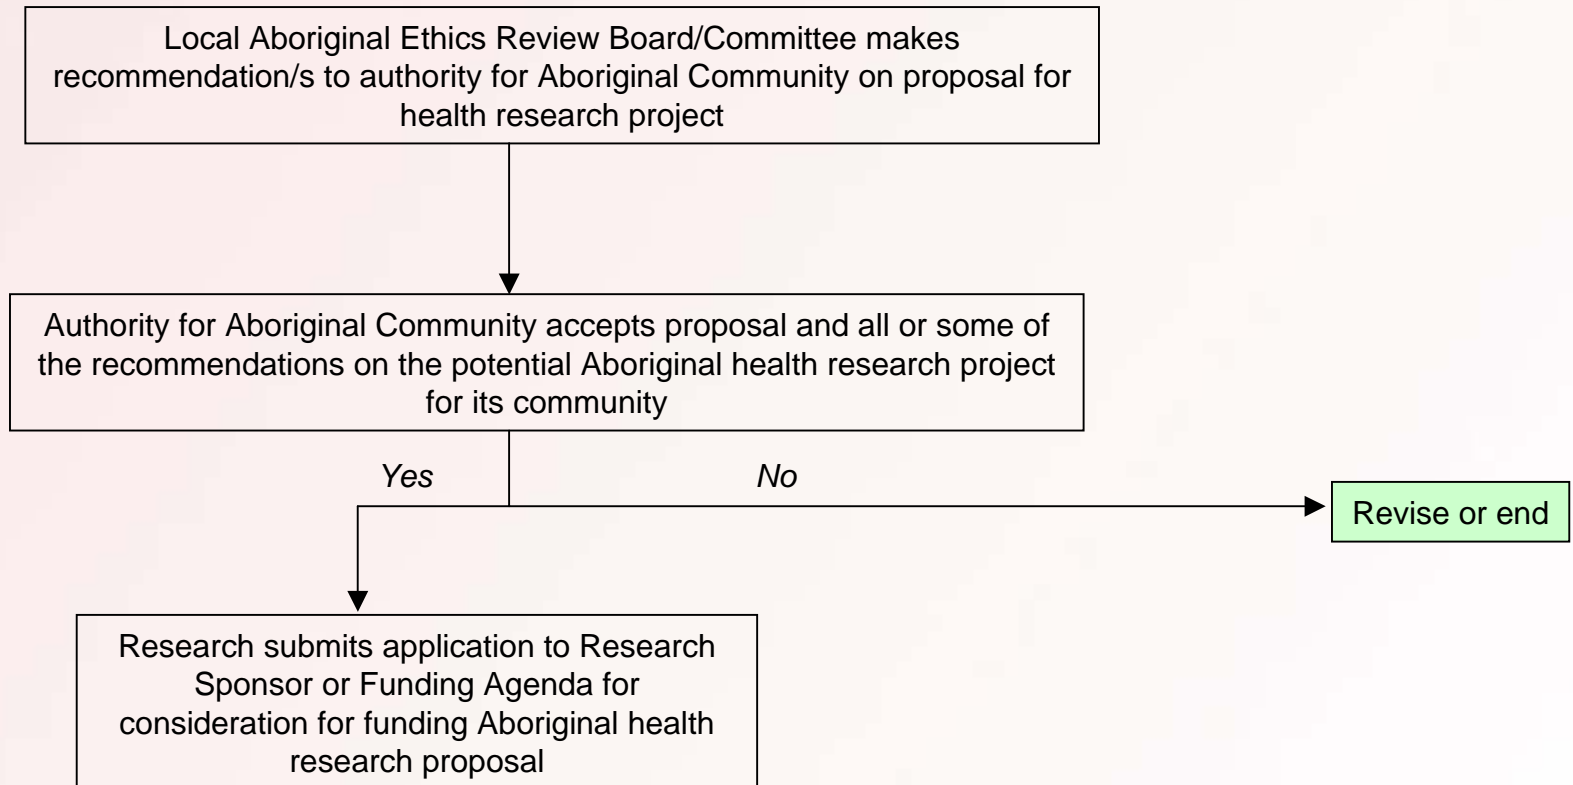 Local Aboriginal Ethics Review Board/Committee makes
recommendation/s to authority for Aboriginal Community on proposal for
health research project
Authority for Aboriginal Community accepts proposal and all or some of
the recommendations on the potential Aboriginal health research project
for its community
Yes
No
Revise or end
Research submits application to Research
Sponsor or Funding Agenda for
consideration for funding Aboriginal health
research proposal